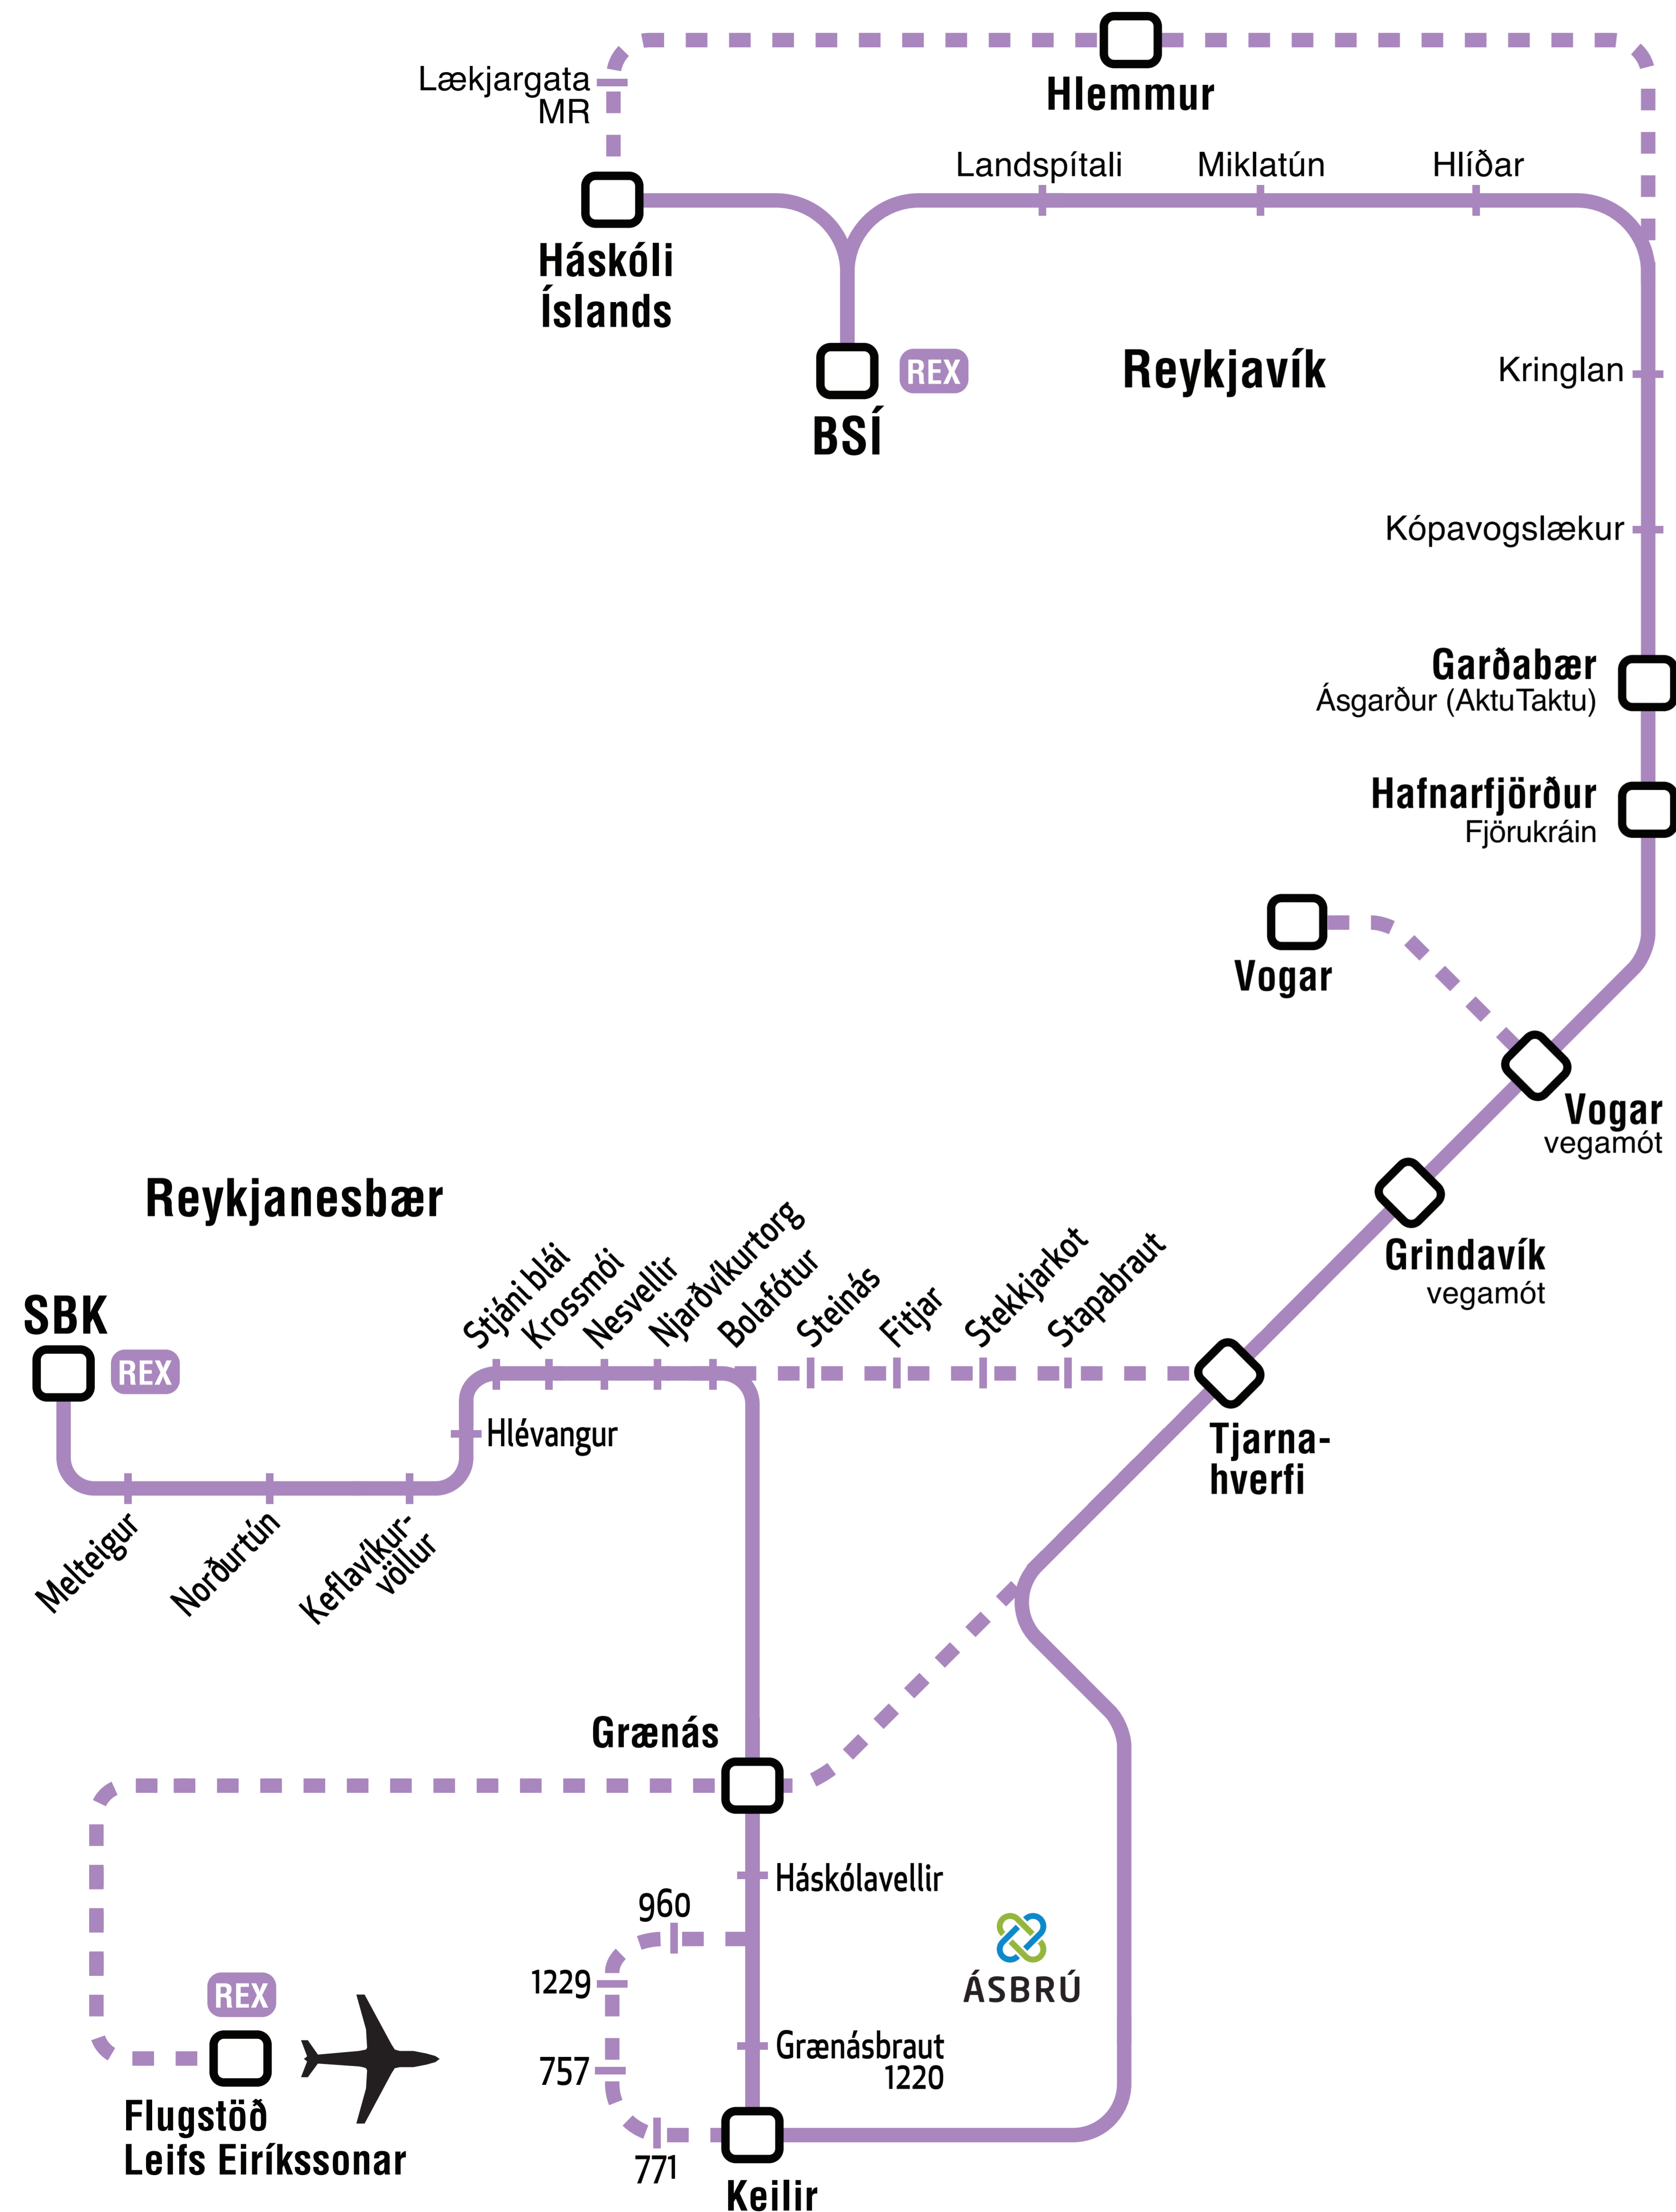 Lækjargata
MR
Hlemmur
Landspítali
Miklatún
Hlíðar
Háskóli
Íslands
REX
BSÍ
Reykjavík
Kringlan
Kópavogslækur
Garðabær
Ásgarður (AktuTaktu)
Hafnarfjörður
Fjörukráin
Vogar
Vogar
vegamót
Grindavík
vegamót
Reykjanesbær
SBK
REX
Stjáni blái
Krossmói
Nesvellir
Njarðvíkurtorg
Bolafótur
Steinás
Fitjar
Stekkjarkot
Stapabraut
Hlévangur
Tjarna-
hverfi
Melteigur
Norðurtún
Keflavíkur-
völlur
Grænás
Háskólavellir
960
1229
757
771
Grænásbraut
1220
ÁSBRÚ
REX
Flugstöð
Leifs Eiríkssonar
Keilir